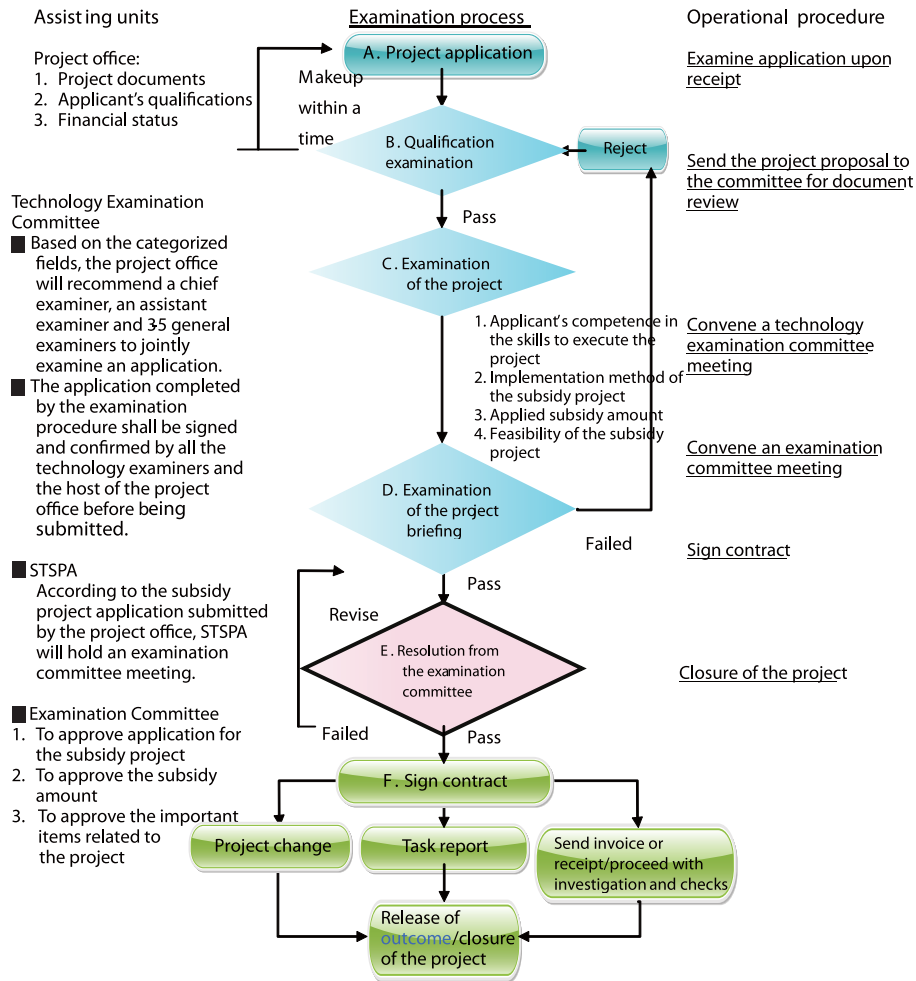 Assisting units
Project office:
1. Project documents
2. Applicant's qualifications
3. Financial status
Technology Examination
Committee
■ Based on the categorized
fields, the project office
will recommend a chief
examiner, an assistant
examiner and 3-5 general
examiners to jointly
examine an application.
■ The application completed
by the examination
procedure shall be signed
and confirmed by all the
technology examiners and
the host of the project
office before being
submitted.
■ STSPA
According to the subsidy
project application submitted
by the project office, STSPA
will hold an examination
committee meeting.
■ Examination Committee
1. To approve application for
the subsidy project
2. To approve the subsidy
amount
3. To approve the important
items related to
the project
Examination process
A. Project application
Makeup
within a
time
B. Qualification
examination
Reject
Pass
C. Examination
of the project
1. Applicant's competence in
the skills to execute the
project
2. Implementation method of
the subsidy project
3. Applied subsidy amount
4. Feasibility of the subsidy
project
D. Examination
of the project
briefing
Failed
Pass
Revise
E. Resolution from
the examination
committee
Failed
Pass
F. Sign contract
Project change
Task report
Send invoice or
receipt/proceed with
investigation and checks
Release of
outcome/closure
of the project
Operational procedure
Examine application upon
receipt
Send the project proposal to
the committee for document
review
Convene a technology
examination committee
meeting
Convene an examination
committee meeting
Sign contract
Closure of the project